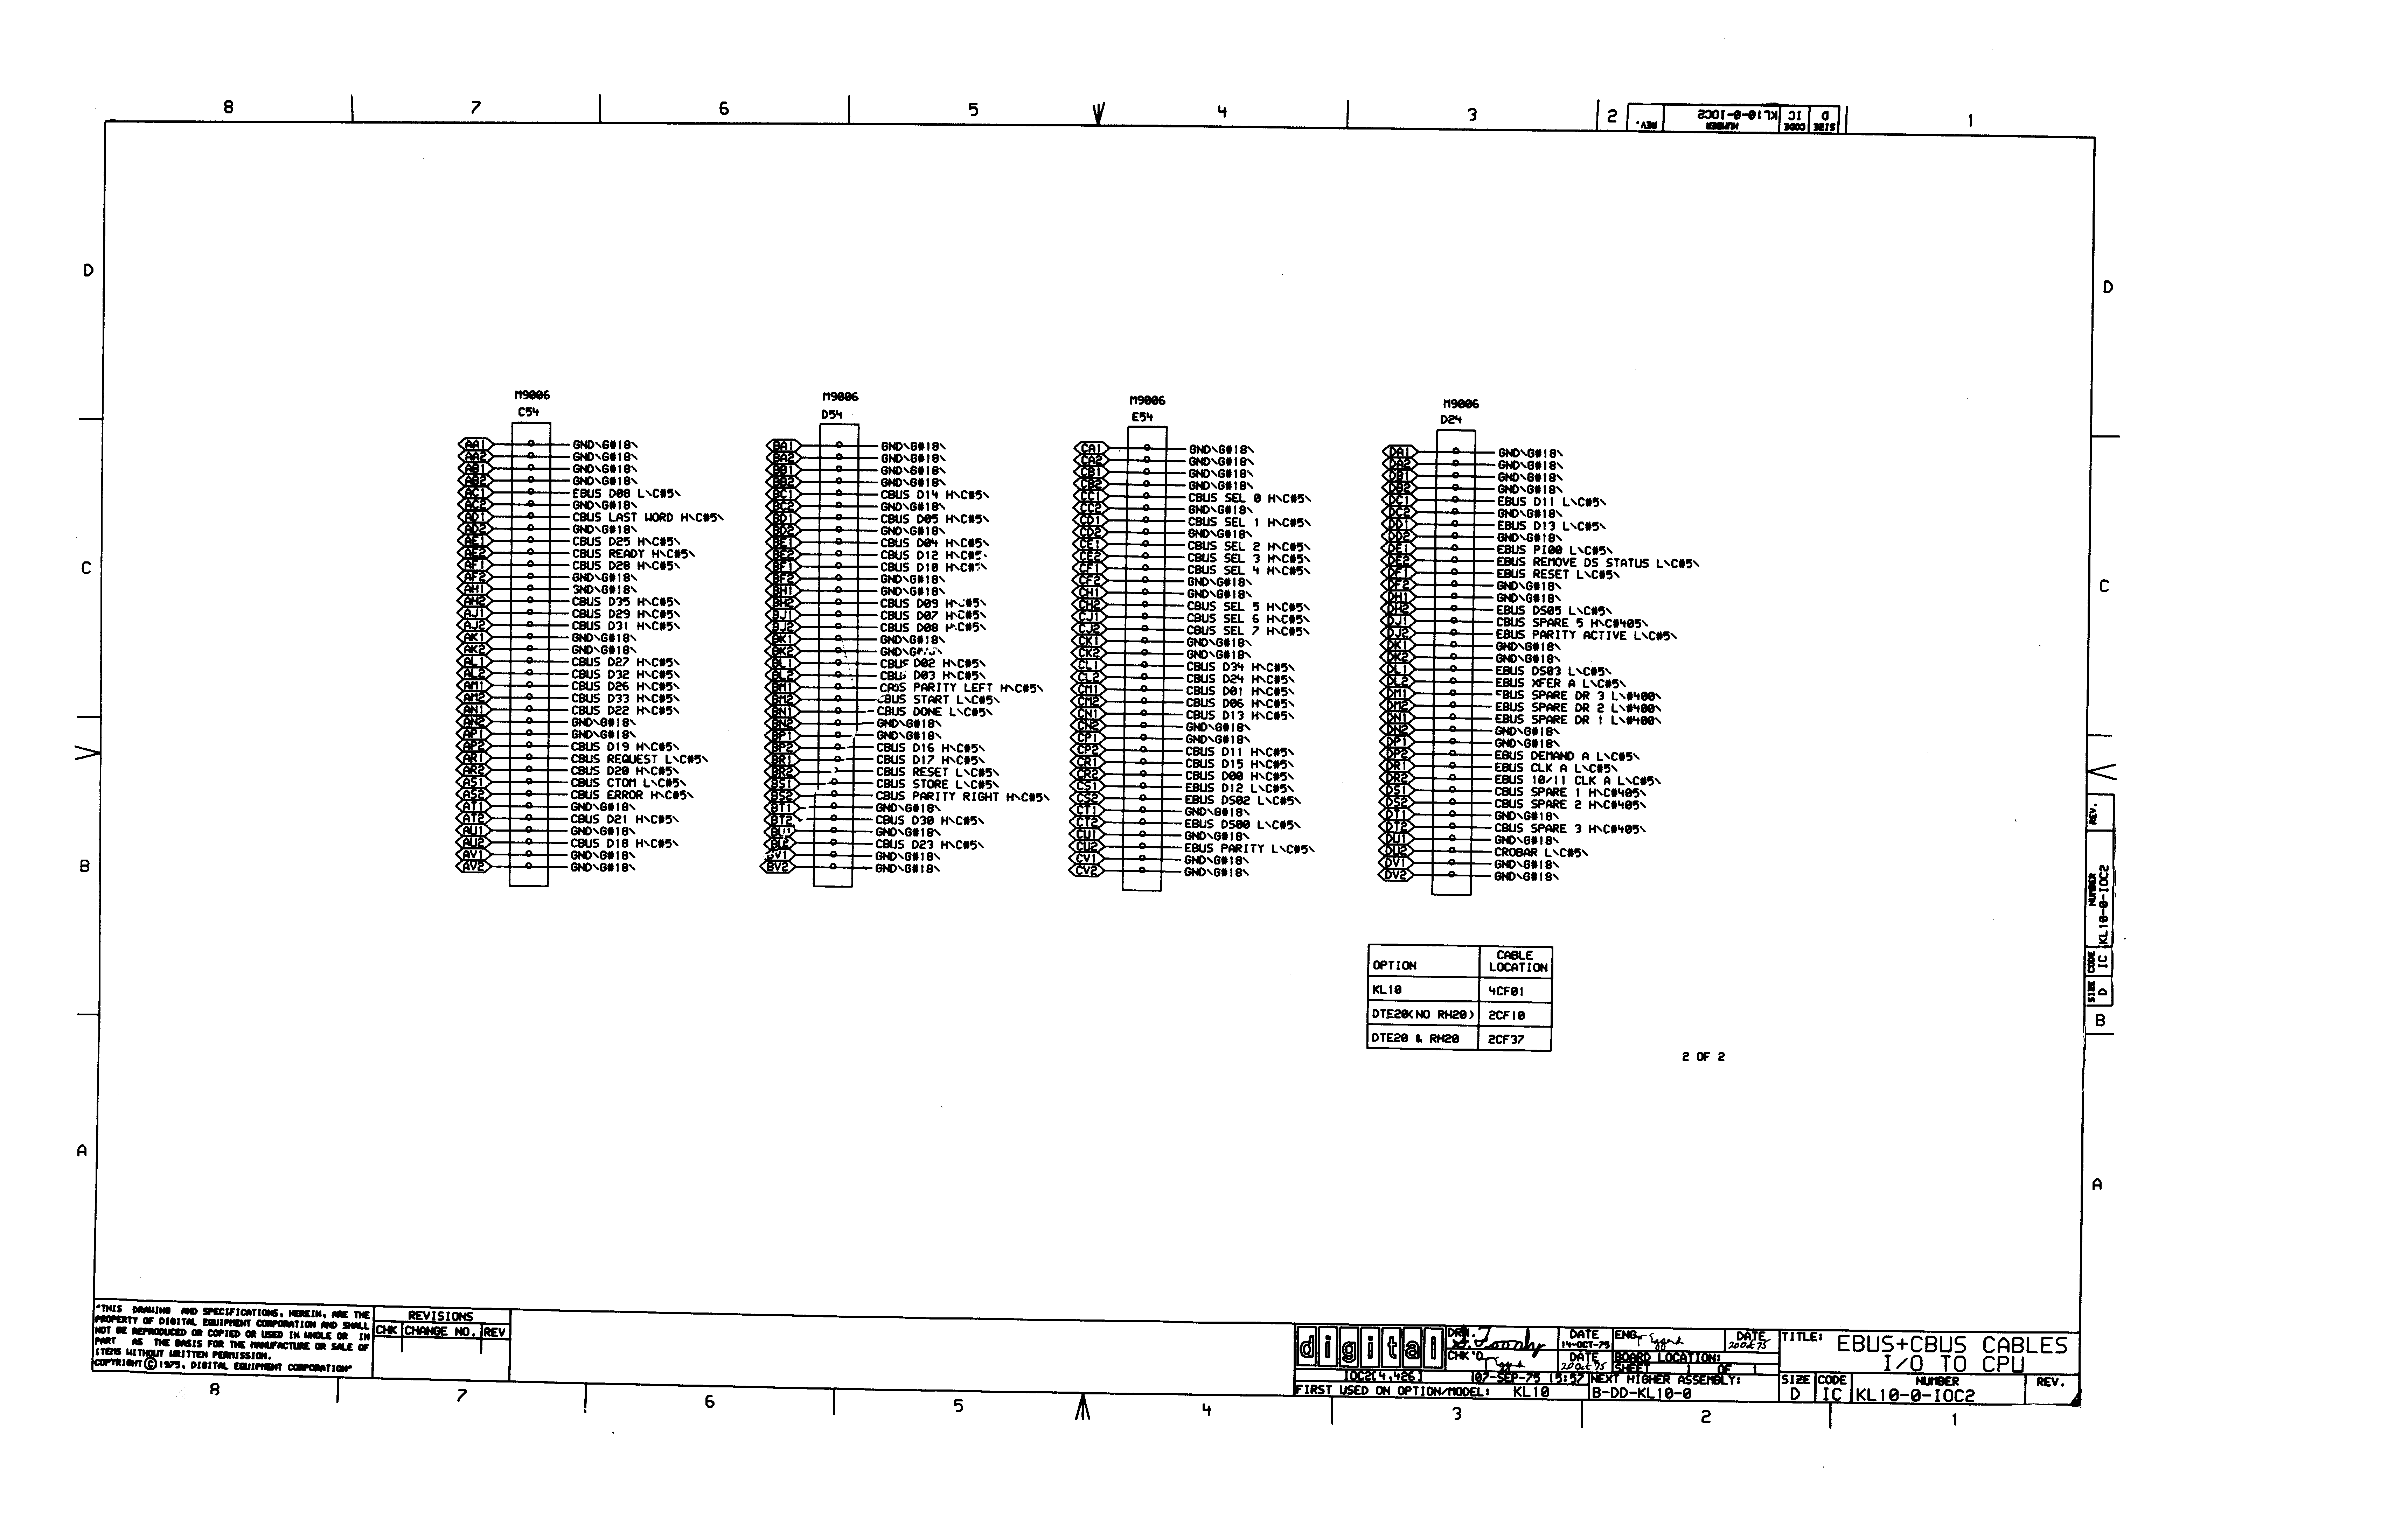 8 7 6 5 4 3 2 1
SIZE CODE NUMBER REV.
D IC KL10-0-IOC2
D
C
B
A
M9006
C54
AA1 GND\G#18\
AA2 GND\G#18\
AB1 GND\G#18\
AB2 GND\G#18\
AC1 EBUS D08 L\C#5\
AC2 GND\G#18\
AD1 CBUS LAST WORD H\C#5\
AD2 GND\G#18\
AE1 CBUS D25 H\C#5\
AE2 CBUS READY H\C#5\
AF1 CBUS D28 H\C#5\
AF2 GND\G#18\
AH1 GND\G#18\
AH2 CBUS D35 H\C#5\
AJ1 CBUS D29 H\C#5\
AJ2 CBUS D31 H\C#5\
AK1 GND\G#18\
AK2 GND\G#18\
AL1 CBUS D27 H\C#5\
AL2 CBUS D32 H\C#5\
AM1 CBUS D26 H\C#5\
AM2 CBUS D33 H\C#5\
AN1 CBUS D22 H\C#5\
AN2 GND\G#18\
AP1 GND\G#18\
AP2 CBUS D19 H\C#5\
AR1 CBUS REQUEST L\C#5\
AR2 CBUS D20 H\C#5\
AS1 CBUS CTOM L\C#5\
AS2 CBUS ERROR H\C#5\
AT1 GND\G#18\
AT2 CBUS D21 H\C#5\
AU1 GND\G#18\
AU2 CBUS D18 H\C#5\
AV1 GND\G#18\
AV2 GND\G#18\
M9006
D54
BA1 GND\G#18\
BA2 GND\G#18\
BB1 GND\G#18\
BB2 GND\G#18\
BC1 CBUS D14 H\C#5\
BC2 GND\G#18\
BD1 CBUS D05 H\C#5\
BD2 GND\G#18\
BE1 CBUS D04 H\C#5\
BE2 CBUS D12 H\C#5\
BF1 CBUS D10 H\C#5\
BF2 GND\G#18\
BH1 GND\G#18\
BH2 CBUS D09 H\C#5\
BJ1 CBUS D07 H\C#5\
BJ2 CBUS D08 H\C#5\
BK1 GND\G#18\
BK2 GND\G#18\
BL1 CBUS D02 H\C#5\
BL2 CBUS D03 H\C#5\
BM1 CBUS PARITY LEFT H\C#5\
BM2 CBUS START L\C#5\
BN1 CBUS DONE L\C#5\
BN2 GND\G#18\
BP1 GND\G#18\
BP2 CBUS D16 H\C#5\
BR1 CBUS D17 H\C#5\
BR2 CBUS RESET L\C#5\
BS1 CBUS STORE L\C#5\
BS2 CBUS PARITY RIGHT H\C#5\
BT1 GND\G#18\
BT2 CBUS D30 H\C#5\
BU1 GND\G#18\
BU2 CBUS D23 H\C#5\
BV1 GND\G#18\
BV2 GND\G#18\
M9006
E54
CA1 GND\G#18\
CA2 GND\G#18\
CB1 GND\G#18\
CB2 GND\G#18\
CC1 CBUS SEL 0 H\C#5\
CC2 GND\G#18\
CD1 CBUS SEL 1 H\C#5\
CD2 GND\G#18\
CE1 CBUS SEL 2 H\C#5\
CE2 CBUS SEL 3 H\C#5\
CF1 CBUS SEL 4 H\C#5\
CF2 GND\G#18\
CH1 GND\G#18\
CH2 CBUS SEL 5 H\C#5\
CJ1 CBUS SEL 6 H\C#5\
CJ2 CBUS SEL 7 H\C#5\
CK1 GND\G#18\
CK2 GND\G#18\
CL1 CBUS D34 H\C#5\
CL2 CBUS D24 H\C#5\
CM1 CBUS D01 H\C#5\
CM2 CBUS D06 H\C#5\
CN1 CBUS D13 H\C#5\
CN2 GND\G#18\
CP1 GND\G#18\
CP2 CBUS D11 H\C#5\
CR1 CBUS D15 H\C#5\
CR2 CBUS D00 H\C#5\
CS1 EBUS D12 L\C#5\
CS2 EBUS DS02 L\C#5\
CT1 GND\G#18\
CT2 EBUS DS00 L\C#5\
CU1 GND\G#18\
CU2 EBUS PARITY L\C#5\
CV1 GND\G#18\
CV2 GND\G#18\
M9006
D24
DA1 GND\G#18\
DA2 GND\G#18\
DB1 GND\G#18\
DB2 GND\G#18\
DC1 EBUS D11 L\C#5\
DC2 GND\G#18\
DD1 EBUS D13 L\C#5\
DD2 GND\G#18\
DE1 EBUS PI00 L\C#5\
DE2 EBUS REMOVE DS STATUS L\C#5\
DF1 EBUS RESET L\C#5\
DF2 GND\G#18\
DH1 GND\G#18\
DH2 EBUS DS05 L\C#5\
DJ1 CBUS SPARE 5 H\C#405\
DJ2 EBUS PARITY ACTIVE L\C#5\
DK1 GND\G#18\
DK2 GND\G#18\
DL1 EBUS DS03 L\C#5\
DL2 EBUS XFER A L\C#5\
DM1 EBUS SPARE DR 3 L\#400\
DM2 EBUS SPARE DR 2 L\#400\
DN1 EBUS SPARE DR 1 L\#400\
DN2 GND\G#18\
DP1 GND\G#18\
DP2 EBUS DEMAND A L\C#5\
DR1 EBUS CLK A L\C#5\
DR2 EBUS 10/11 CLK A L\C#5\
DS1 CBUS SPARE 1 H\C#405\
DS2 CBUS SPARE 2 H\C#405\
DT1 GND\G#18\
DT2 CBUS SPARE 3 H\C#405\
DU1 GND\G#18\
DU2 CROBAR L\C#5\
DV1 GND\G#18\
DV2 GND\G#18\
OPTION CABLE LOCATION
KL10 4CF01
DTE20(NO RH20) 2CF10
DTE20 & RH20 2CF37
2 OF 2
D
C
REV.
NUMBER KL10-0-IOC2
CODE IC
SIZE D
B
A
"THIS DRAWING AND SPECIFICATIONS, HEREIN, ARE THE
PROPERTY OF DIGITAL EQUIPMENT CORPORATION AND SHALL
NOT BE REPRODUCED OR COPIED OR USED IN WHOLE OR IN
PART AS THE BASIS FOR THE MANUFACTURE OR SALE OF
ITEMS WITHOUT WRITTEN PERMISSION.
COPYRIGHT © 1975, DIGITAL EQUIPMENT CORPORATION"
REVISIONS
CHK CHANGE NO. REV
digital
DRN. DATE 14-OCT-75
CHK'D DATE 20 Oct 75
ENG. DATE 20 Oct 75
BOARD LOCATION:
SHEET 1 OF 1
IOC2[4,426] 07-SEP-75 15:57
NEXT HIGHER ASSEMBLY:
FIRST USED ON OPTION/MODEL: KL10
B-DD-KL10-0
TITLE: EBUS+CBUS CABLES
I/O TO CPU
SIZE CODE NUMBER REV.
D IC KL10-0-IOC2
8 7 6 5 4 3 2 1